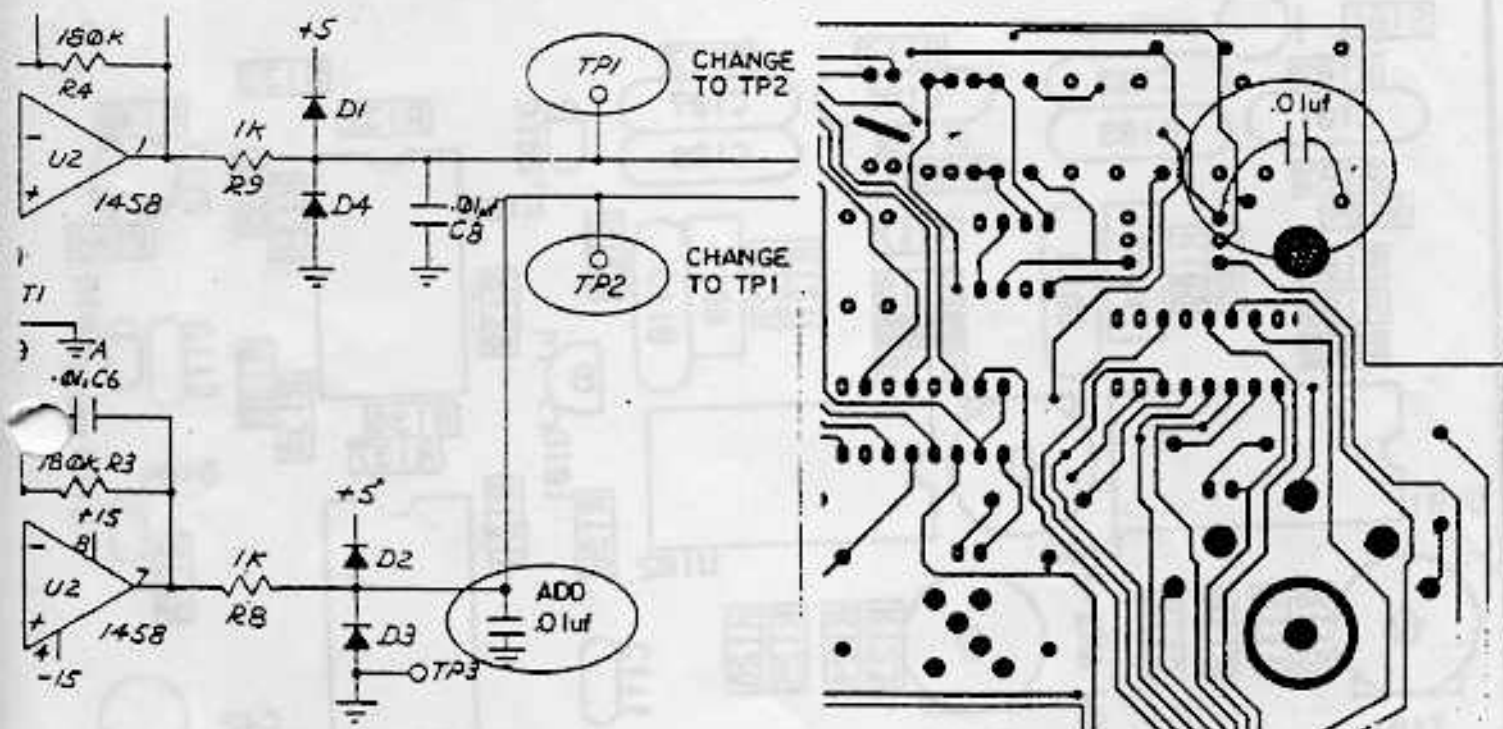 180K
R4
+5
D1
TP1
CHANGE
TO TP2
-
U2
+
1
1458
1K
R9
D4
.01uf
C8
TP2
CHANGE
TO TP1
T1
A
.01, C6
180K, R3
+15
8
-
U2
+
7
4
-15
1458
1K
R8
+5
D2
D3
TP3
ADD
.01uf
.01uf